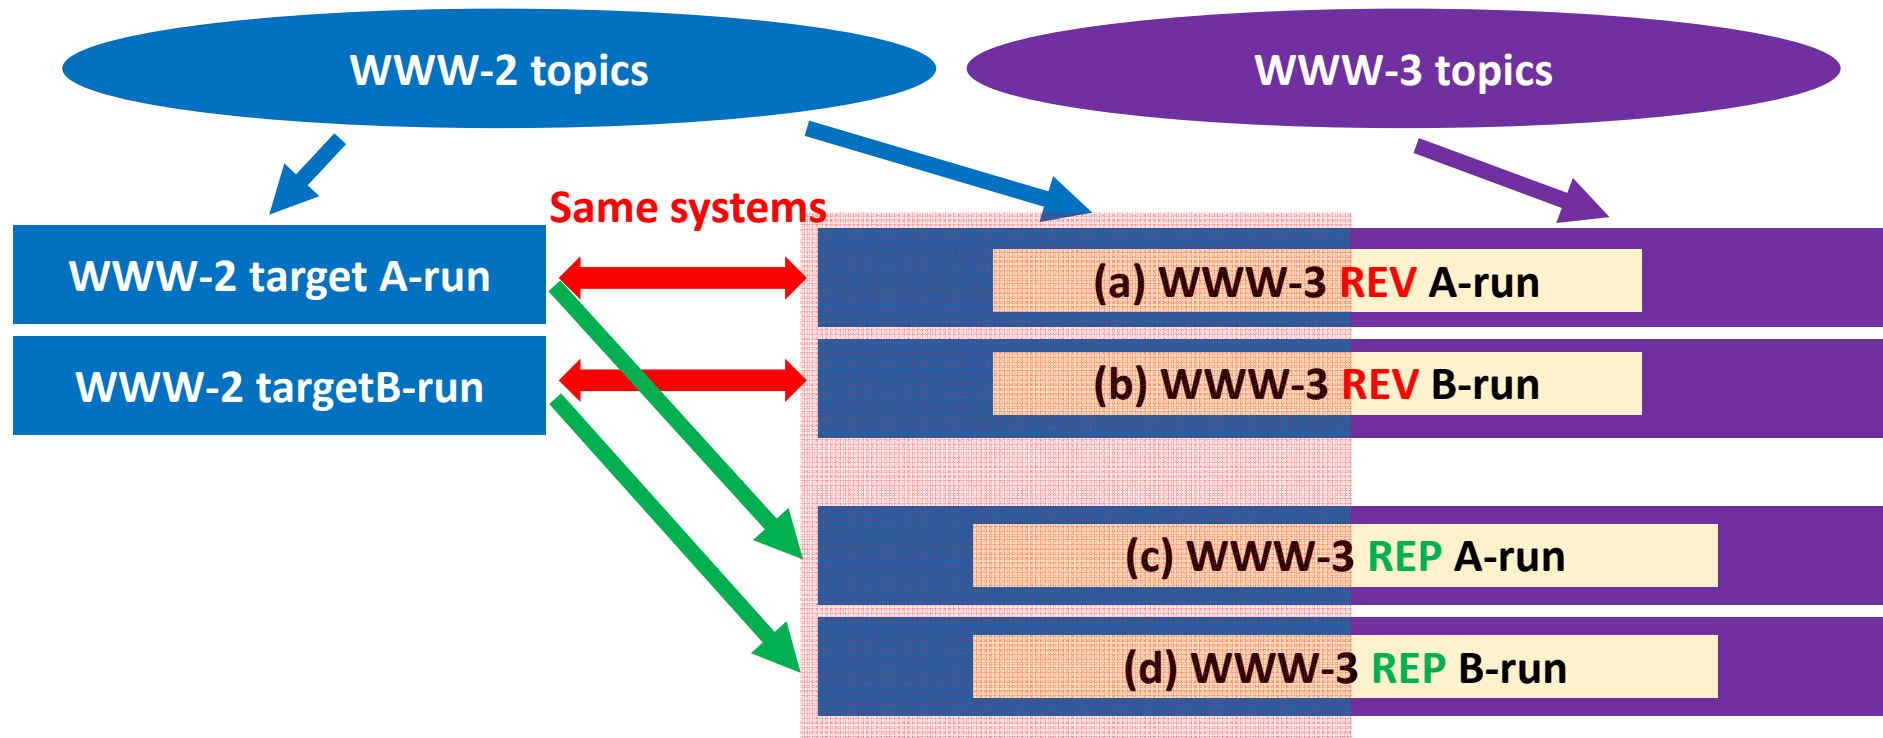 WWW-2 topics
WWW-3 topics
Same systems
WWW-2 target A-run
(a) WWW-3 REV A-run
WWW-2 targetB-run
(b) WWW-3 REV B-run
(c) WWW-3 REP A-run
(d) WWW-3 REP B-run